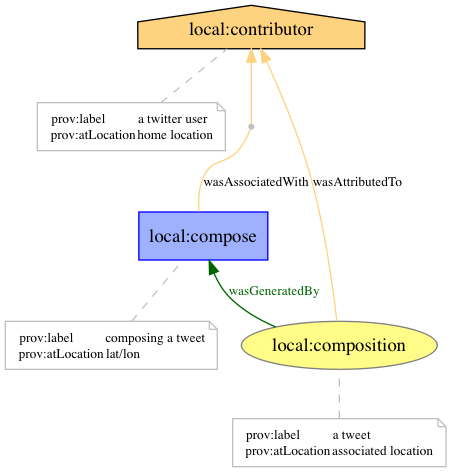 local:contributor
prov:label a twitter user
prov:atLocation home location
wasAssociatedWith wasAttributedTo
local:compose
wasGeneratedBy
prov:label composing a tweet
prov:atLocation lat/lon
local:composition
prov:label a tweet
prov:atLocation associated location